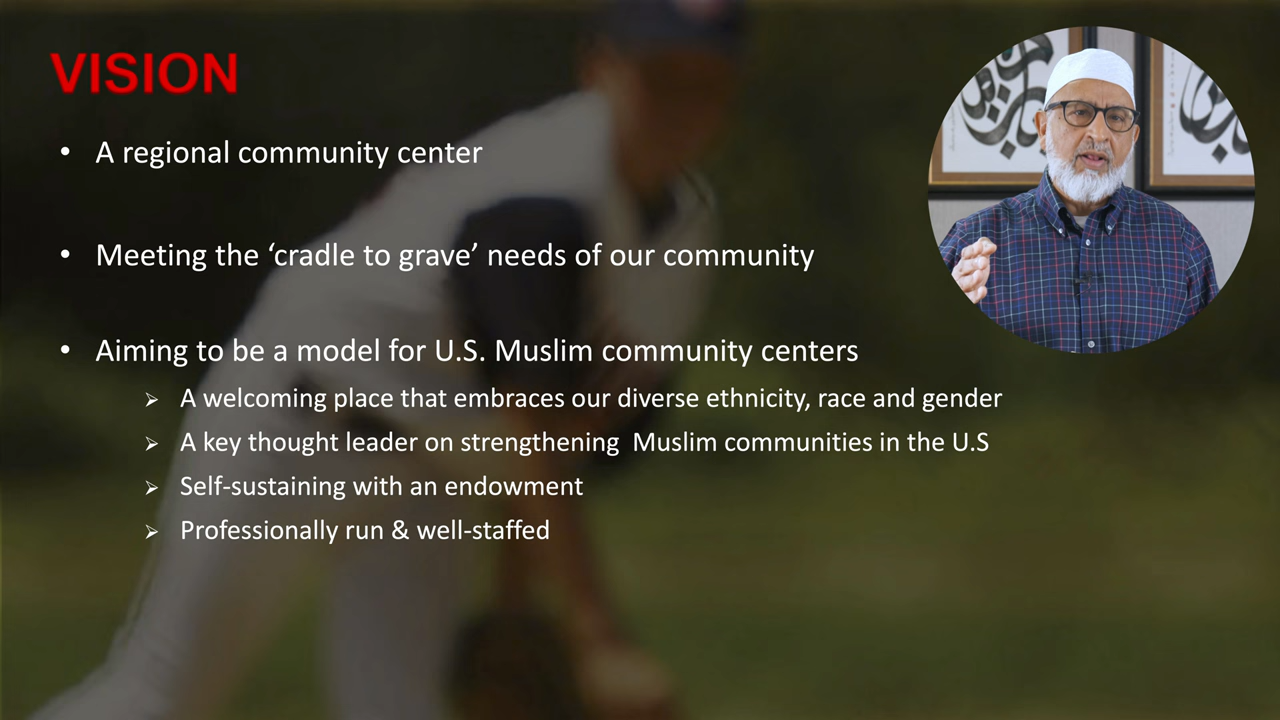 VISION
• A regional community center
• Meeting the ‘cradle to grave’ needs of our community
• Aiming to be a model for U.S. Muslim community centers
➢ A welcoming place that embraces our diverse ethnicity, race and gender
➢ A key thought leader on strengthening  Muslim communities in the U.S
➢ Self-sustaining with an endowment
➢ Professionally run & well-staffed